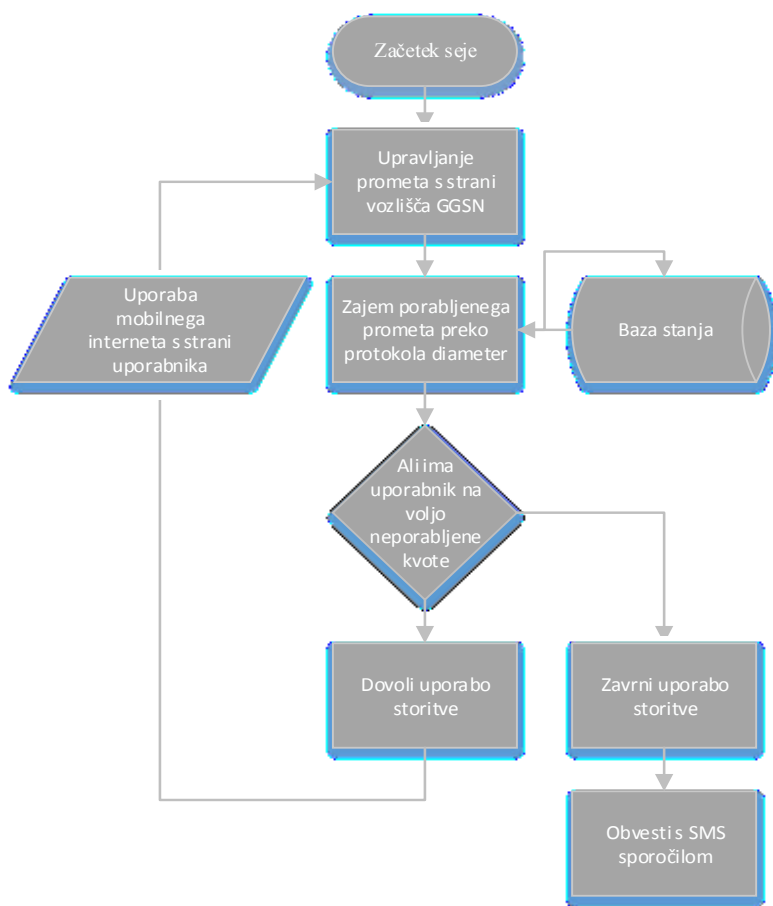 Začetek seje
Upravljanje
prometa s strani
vozlišča GGSN
Uporaba
mobilnega
interneta s strani
uporabnika
Zajem porabljenega
prometa preko
protokola diameter
Baza stanja
Ali ima
uporabnik na
voljo
neporabljene
kvote
Dovoli uporabo
storitve
Zavrni uporabo
storitve
Obvesti s SMS
sporočilom